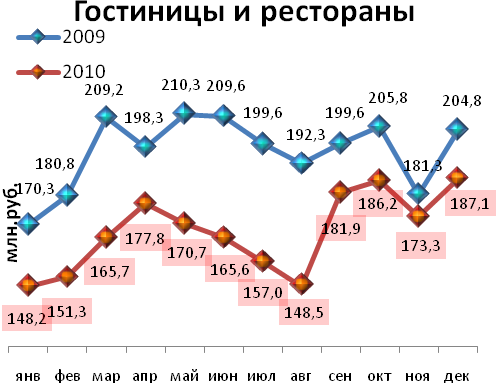 Гостиницы и рестораны
2009
2010
млн.руб.
170,3 180,8 209,2 198,3 210,3 209,6 199,6 192,3 199,6 205,8 181,3 204,8
148,2 151,3 165,7 177,8 170,7 165,6 157,0 148,5 181,9 186,2 173,3 187,1
янв фев мар апр май июн июл авг сен окт ноя дек